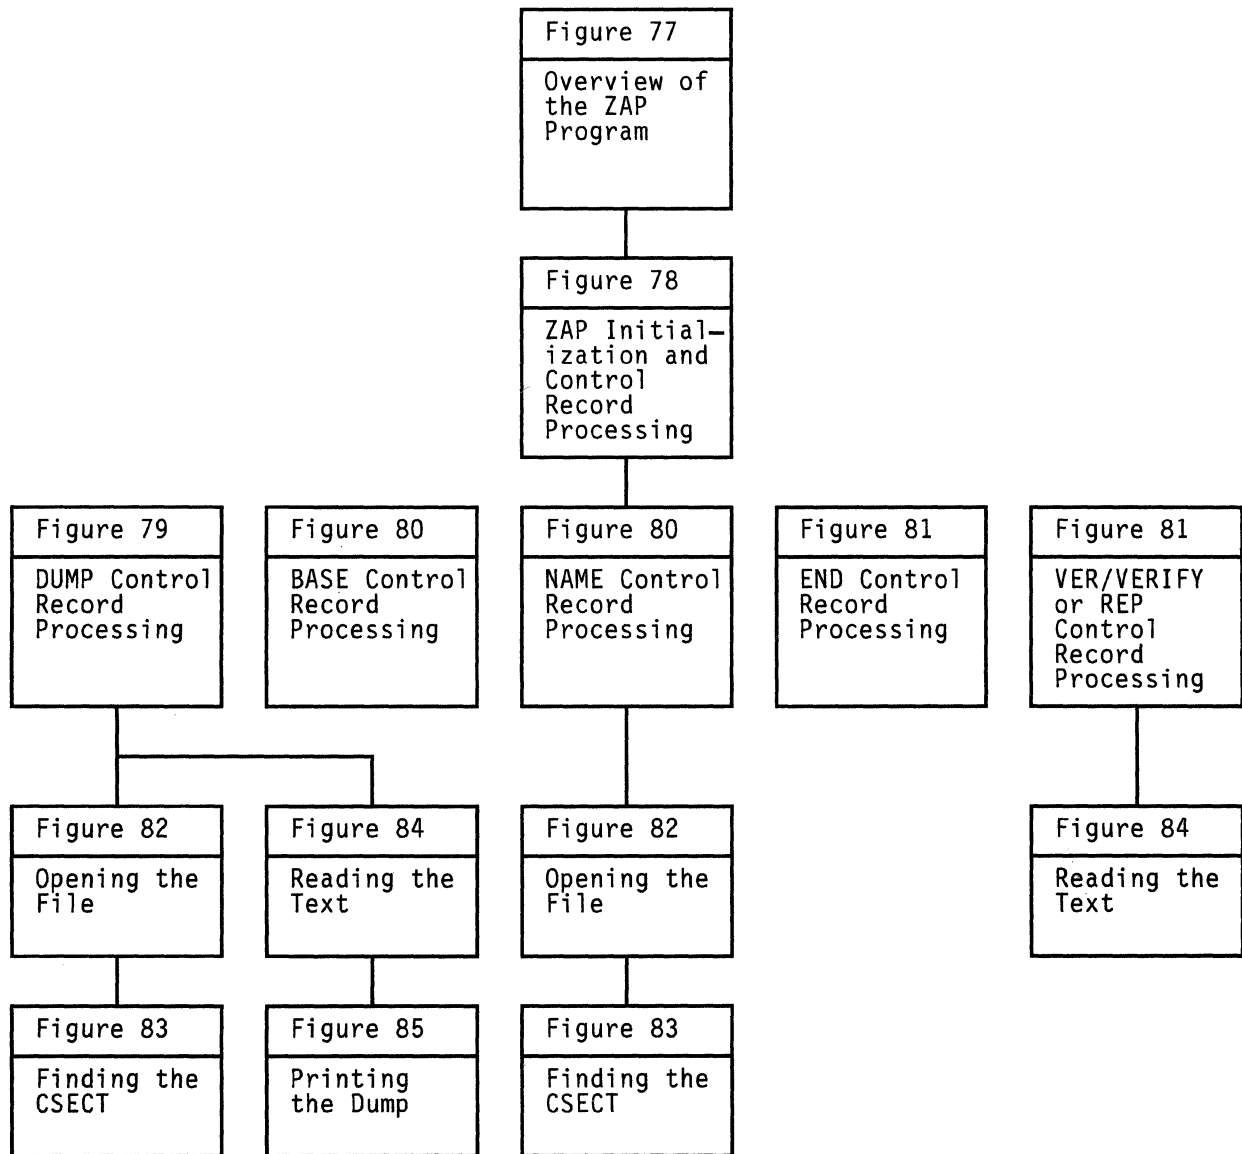 Figure 77
Overview of
the ZAP
Program
Figure 78
ZAP Initial—
ization and
Control
Record
Processing
Figure 79
DUMP Control
Record
Processing
Figure 80
BASE Control
Record
Processing
Figure 80
NAME Control
Record
Processing
Figure 81
END Control
Record
Processing
Figure 81
VER/VERIFY
or REP
Control
Record
Processing
Figure 82
Opening the
File
Figure 84
Reading the
Text
Figure 82
Opening the
File
Figure 84
Reading the
Text
Figure 83
Finding the
CSECT
Figure 85
Printing
the Dump
Figure 83
Finding the
CSECT